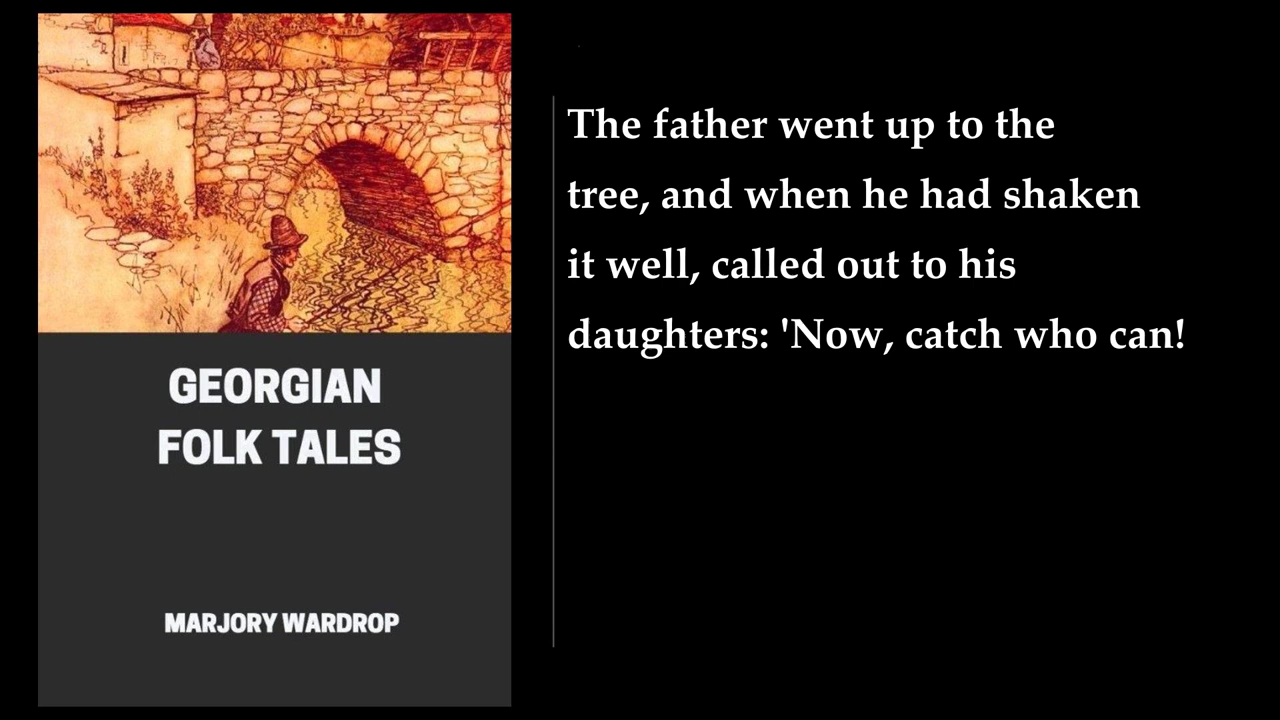 GEORGIAN
FOLK TALES
MARJORY WARDROP
The father went up to the
tree, and when he had shaken
it well, called out to his
daughters: 'Now, catch who can!